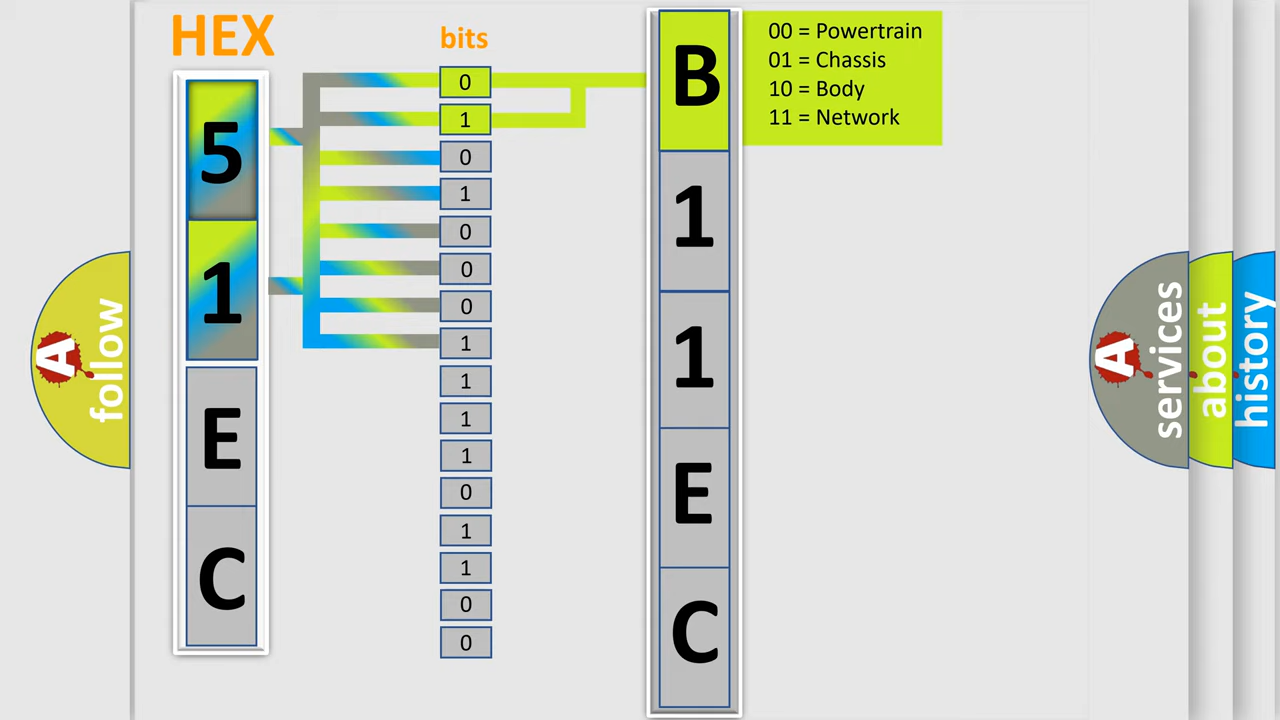 HEX
bits
5
1
E
C
0
1
0
1
0
0
0
1
1
1
1
0
1
1
0
0
B
1
1
E
C
00 = Powertrain
01 = Chassis
10 = Body
11 = Network
A
follow
A
services
about
history